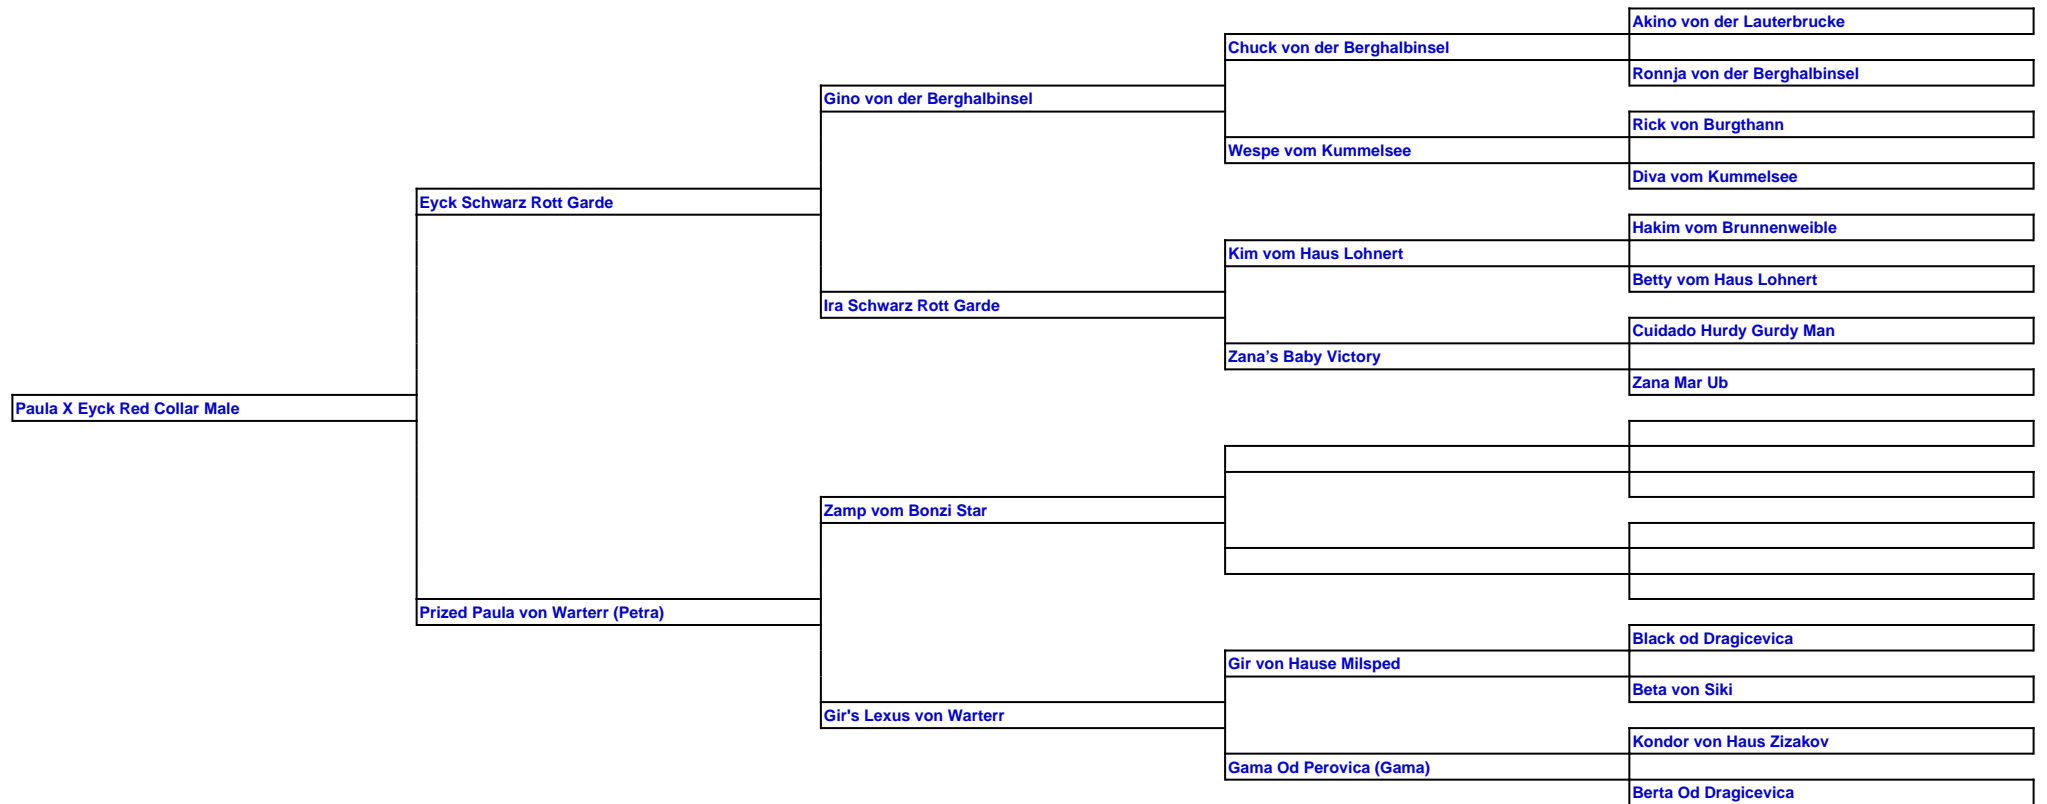 Akino von der Lauterbrucke
Chuck von der Berghalbinsel
Ronnja von der Berghalbinsel
Gino von der Berghalbinsel
Rick von Burgthann
Wespe vom Kummelsee
Diva vom Kummelsee
Eyck Schwarz Rott Garde
Hakim vom Brunnenweible
Kim vom Haus Lohnert
Betty vom Haus Lohnert
Ira Schwarz Rott Garde
Cuidado Hurdy Gurdy Man
Zana’s Baby Victory
Zana Mar Ub
Paula X Eyck Red Collar Male
Zamp vom Bonzi Star
Prized Paula von Warterr (Petra)
Black od Dragicevica
Gir von Hause Milsped
Beta von Siki
Gir's Lexus von Warterr
Kondor von Haus Zizakov
Gama Od Perovica (Gama)
Berta Od Dragicevica